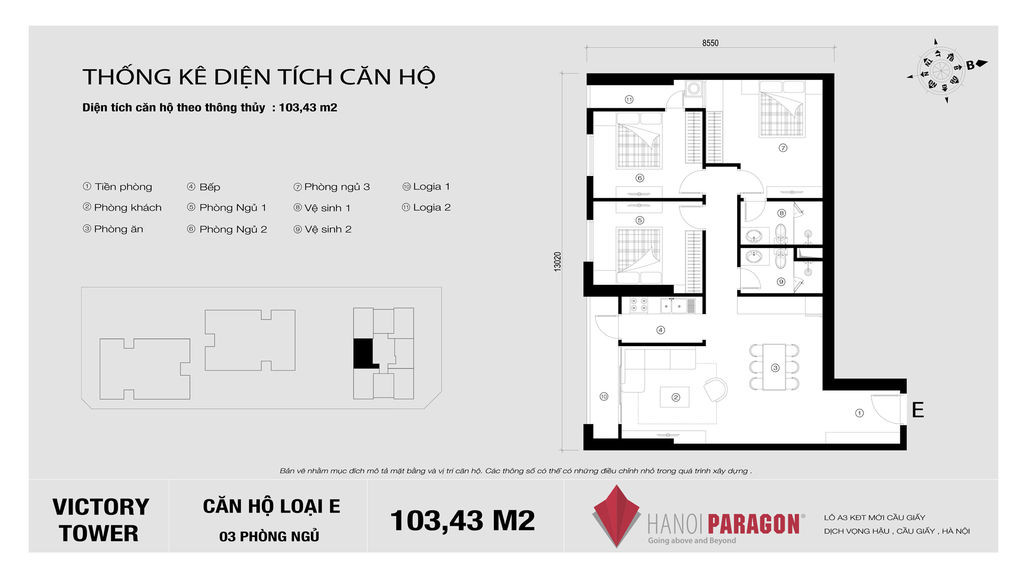 THỐNG KÊ DIỆN TÍCH CĂN HỘ
Diện tích căn hộ theo thông thủy : 103,43 m2
① Tiền phòng
② Phòng khách
③ Phòng ăn
④ Bếp
⑤ Phòng Ngủ 1
⑥ Phòng Ngủ 2
⑦ Phòng ngủ 3
⑧ Vệ sinh 1
⑨ Vệ sinh 2
⑩ Logia 1
⑪ Logia 2
8550
13020
B
⑪
⑦
⑥
⑤
⑧
⑨
④
③
②
⑩
①
E
Bản vẽ nhằm mục đích mô tả mặt bằng và vị trí căn hộ. Các thông số có thể có những điều chỉnh nhỏ trong quá trình xây dựng .
VICTORY
TOWER
CĂN HỘ LOẠI E
03 PHÒNG NGỦ
103,43 M2
HANOI PARAGON®
Going above and Beyond
LÔ A3 KĐT MỚI CẦU GIẤY
DỊCH VỌNG HẬU , CẦU GIẤY , HÀ NỘI